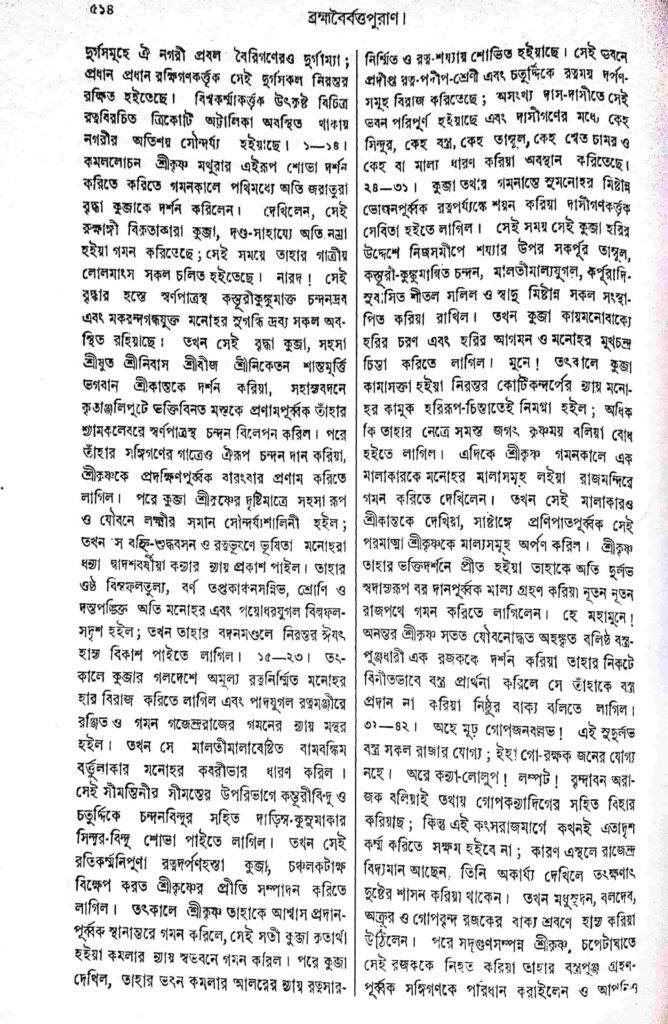 ৫১৪
ব্রহ্মবৈবর্ত্তপুরাণ।
দুর্গসমূহে ঐ নগরী প্রবল বৈরিগণেরও দুর্গাম্যা;
প্রধান প্রধান রক্ষিগণকর্ত্তৃক সেই দুর্গসকল নিরন্তর
রক্ষিত হইতেছে। বিশ্বকর্ম্মাকর্ত্তৃক উৎকৃষ্ট বিচিত্র
রত্নবিরচিত ত্রিকোটি অট্টালিকা অবস্থিত থাকায়
নগরীর অতিশয় সৌন্দর্য্য হইয়াছে। ১—১৪।
কমললোচন শ্রীকৃষ্ণ মথুরার এইরূপ শোভা দর্শন
করিতে করিতে গমনকালে পথিমধ্যে অতি জরাতুরা
বৃদ্ধা কুব্জাকে দর্শন করিলেন। দেখিলেন, সেই
রুক্ষাঙ্গী বিকৃতাকারা কুব্জা, দণ্ড-সাহায্যে অতি নম্রা
হইয়া গমন করিতেছে; সেই সময়ে তাহার গাত্রীয়
লোলমাংস সকল চলিত হইতেছে। নারদ! সেই
বৃদ্ধার হস্তে স্বর্ণপাত্রস্থ কস্তূরীকুঙ্কুমাক্ত চন্দনদ্রব
এবং মকরন্দগন্ধযুক্ত মনোহর সুগন্ধি দ্রব্য সকল অব-
স্থিত রহিয়াছে। তখন সেই বৃদ্ধা কুব্জা, সহসা
শ্রীযুত শ্রীনিবাস শ্রীবীজ শ্রীনিকেতন শান্তমূর্ত্তি
ভগবান শ্রীকান্তকে দর্শন করিয়া, সহাস্যবদনে
কৃতাঞ্জলিপুটে ভক্তিবিনত মস্তকে প্রণামপূর্ব্বক তাঁহার
শ্যামকলেবরে স্বর্ণপাত্রস্থ চন্দন বিলেপন করিল। পরে
তাঁহার সঙ্গিগণের গাত্রেও ঐরূপ চন্দন দান করিয়া,
শ্রীকৃষ্ণকে প্রদক্ষিণপূর্ব্বক বারংবার প্রণাম করিতে
লাগিল। পরে কুব্জা শ্রীকৃষ্ণের দৃষ্টিমাত্রে সহসা রূপ
ও যৌবনে লক্ষ্মীর সমান সৌন্দর্য্যশালিনী হইল;
তখন স বহ্নি-শুদ্ধবসন ও রত্নভূষণে ভূষিতা মনোহরা
ধন্যা দ্বাদশবর্ষীয়া কন্যার ন্যায় প্রকাশ পাইল। তাহার
ওষ্ঠ বিম্বফলতুল্য, বর্ণ তপ্তকাঞ্চনসন্নিভ, শ্রোণি ও
দন্তপঙ্ক্তি অতি মনোহর এবং পয়োধরযুগল বিল্বফল-
সদৃশ হইল; তখন তাহার বদনমণ্ডলে নিরন্তর ঈষৎ
হাস্য বিকাশ পাইতে লাগিল। ১৫—২৩। তৎ-
কালে কুব্জার গলদেশে অমূল্য রত্ননির্ম্মিত মনোহর
হার বিরাজ করিতে লাগিল এবং পাদযুগল রত্নমঞ্জীরে
রঞ্জিত ও গমন গজেন্দ্ররাজের গমনের ন্যায় মন্থর
হইল। তখন সে মালতীমালাবেষ্টিত বামবঙ্কিম
বর্ত্তুলাকার মনোহর কবরীভার ধারণ করিল।
সেই সীমন্তিনীর সীমন্তের উপরিভাগে কস্তূরীবিন্দু ও
চতুর্দ্দিকে চন্দনবিন্দুর সহিত দাড়িম্ব-কুসুমাকার
সিন্দূর-বিন্দু শোভা পাইতে লাগিল। তখন সেই
রতিকর্ম্মনিপুণা রত্নদর্পণহস্তা কুব্জা, চঞ্চলকটাক্ষ
বিক্ষেপ করত শ্রীকৃষ্ণের প্রীতি সম্পাদন করিতে
লাগিল। তৎকালে শ্রীকৃষ্ণ তাহাকে আশ্বাস প্রদান-
পূর্ব্বক স্থানান্তরে গমন করিলে, সেই সতী কুব্জা কৃতার্থা
হইয়া কমলার ন্যায় স্বভবনে গমন করিল। পরে কুব্জা
দেখিল, তাহার ভবন কমলার আলয়ের ন্যায় রত্নসার-
নির্ম্মিত ও রত্ন-শয্যায় শোভিত হইয়াছে। সেই ভবনে
প্রদীপ্ত রত্ন-প্রদীপ-শ্রেণী এবং চতুর্দ্দিকে রত্নময় দর্পণ-
সমূহ বিরাজ করিতেছে; অসংখ্য দাস-দাসীতে সেই
ভবন পরিপূর্ণ হইয়াছে এবং দাসীগণের মধ্যে কেহ
সিন্দূর, কেহ বস্ত্র, কেহ তাম্বূল, কেহ শ্বেত চামর ও
কেহ বা মাল্য ধারণ করিয়া অবস্থান করিতেছে।
২৪—৩১। কুব্জা তথায় গমনান্তে সুমনোহর মিষ্টান্ন
ভোজনপূর্ব্বক রত্নপর্য্যঙ্কে শয়ন করিয়া দাসীগণকর্ত্তৃক
সেবিতা হইতে লাগিল। সেই সময় সেই কুব্জা হরির
উদ্দেশে নিজসমীপে শয্যার উপর সকর্পূর তাম্বূল,
কস্তূরী-কুঙ্কুমান্বিত চন্দন, মালতীমাল্যযুগল, কর্পূরাদি-
সুবাসিত শীতল সলিল ও স্বাদু মিষ্টান্ন সকল সংস্থা-
পিত করিয়া রাখিল। তখন কুব্জা কায়মনোবাক্যে
হরির চরণ এবং হরির আগমন ও মনোহর মুখচন্দ্র
চিন্তা করিতে লাগিল। মুনে! তৎকালে কুব্জা
কামাসক্তা হইয়া নিরন্তর কোটিকন্দর্পের ন্যায় মনো-
হর কামুক হরিরূপ-চিন্তাতেই নিমগ্না হইল; অধিক
কি তাহার নেত্রে সমস্ত জগৎ কৃষ্ণময় বলিয়া বোধ
হইতে লাগিল। এদিকে শ্রীকৃষ্ণ গমনকালে এক
মালাকারকে মনোহর মালাসমূহ লইয়া রাজমন্দিরে
গমন করিতে দেখিলেন। তখন সেই মালাকারও
শ্রীকান্তকে দেখিয়া, সাষ্টাঙ্গে প্রণিপাতপূর্ব্বক সেই
পরমাত্মা শ্রীকৃষ্ণকে মাল্যসমূহ অর্পণ করিল। শ্রীকৃষ্ণ
তাহার ভক্তিদর্শনে প্রীত হইয়া তাহাকে অতি দুর্লভ
স্বদাস্যরূপ বর দানপূর্ব্বক মাল্য গ্রহণ করিয়া নূতন নূতন
রাজপথে গমন করিতে লাগিলেন। হে মহামুনে!
অনন্তর শ্রীকৃষ্ণ সতত যৌবনোদ্ধত অহঙ্কৃত বলিষ্ঠ বস্ত্র-
পুঞ্জধারী এক রজককে দর্শন করিয়া তাহার নিকটে
বিনীতভাবে বস্ত্র প্রার্থনা করিলে সে তাঁহাকে বস্ত্র
প্রদান না করিয়া নিষ্ঠুর বাক্য বলিতে লাগিল।
৩২—৪২। অহে মূঢ় গোপজনবল্লভ! এই সুদুর্লভ
বস্ত্র সকল রাজার যোগ্য; ইহা গো-রক্ষক জনের যোগ্য
নহে। অরে কন্যা-লোলুপ! লম্পট! বৃন্দাবন অরা-
জক বলিয়াই তথায় গোপকন্যাদিগের সহিত বিহার
করিয়াছ; কিন্তু এই কংসরাজমার্গে কখনই এতাদৃশ
কর্ম্ম করিতে সক্ষম হইবে না; কারণ এস্থলে রাজেন্দ্র
বিদ্যমান আছেন, তিনি অকার্য্য দেখিলে তৎক্ষণাৎ
দুষ্টের শাসন করিয়া থাকেন। তখন মধুসূদন, বলদেব,
অক্রূর ও গোপবৃন্দ রজকের বাক্য শ্রবণে হাস্য করিয়া
উঠিলেন। পরে সদ্গুণসম্পন্ন শ্রীকৃষ্ণ, চপেটাঘাতে
সেই রজককে নিহত করিয়া তাহার বস্ত্রপুঞ্জ গ্রহণ-
পূর্ব্বক সঙ্গিগণকে পরিধান করাইলেন ও আপনিও